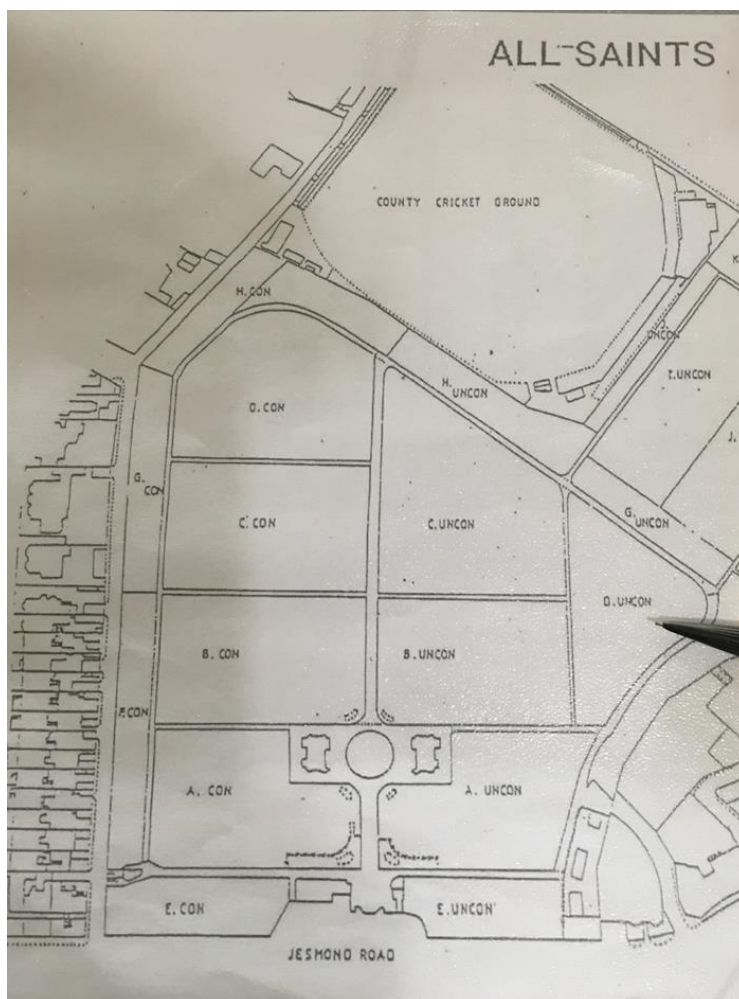 ALL-SAINTS
COUNTY CRICKET GROUND
K.
H. CON
UNCON
I. UNCON
H.
UNCON
D. CON
J.
G.
CON
C. CON
C. UNCON
G.
UNCON
D. UNCON
B. CON
B. UNCON
F. CON
A. CON
A. UNCON
E. CON
E. UNCON
JESMOND ROAD